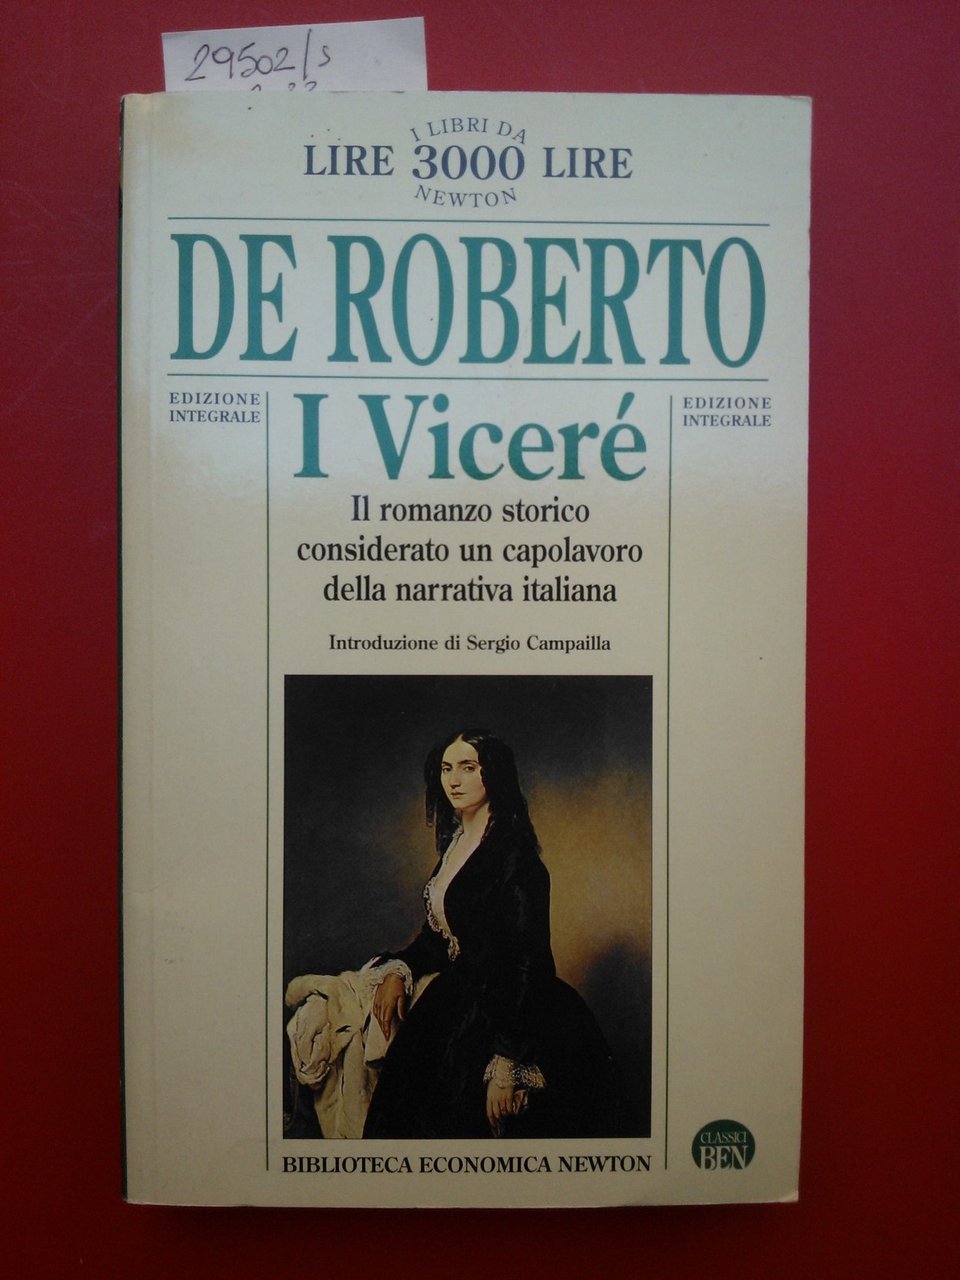 29502/s
I LIBRI DA
LIRE 3000 LIRE
NEWTON
DE ROBERTO
EDIZIONE
INTEGRALE
I Viceré
EDIZIONE
INTEGRALE
Il romanzo storico
considerato un capolavoro
della narrativa italiana
Introduzione di Sergio Campailla
BIBLIOTECA ECONOMICA NEWTON
CLASSICI
BEN